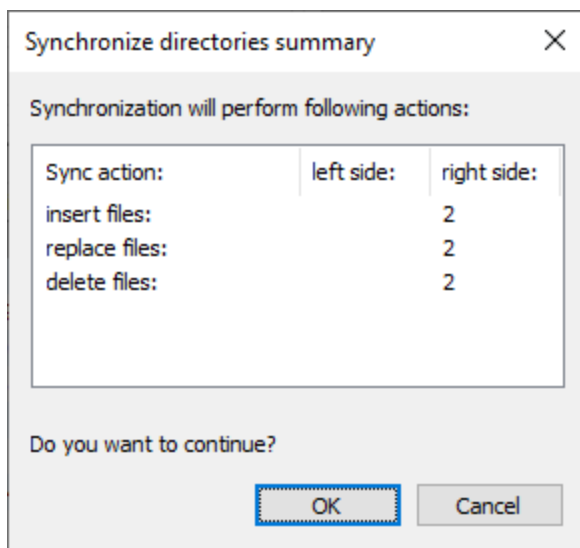 Synchronize directories summary
Synchronization will perform following actions:
Sync action: left side: right side:
insert files: 2
replace files: 2
delete files: 2
Do you want to continue?
OK Cancel